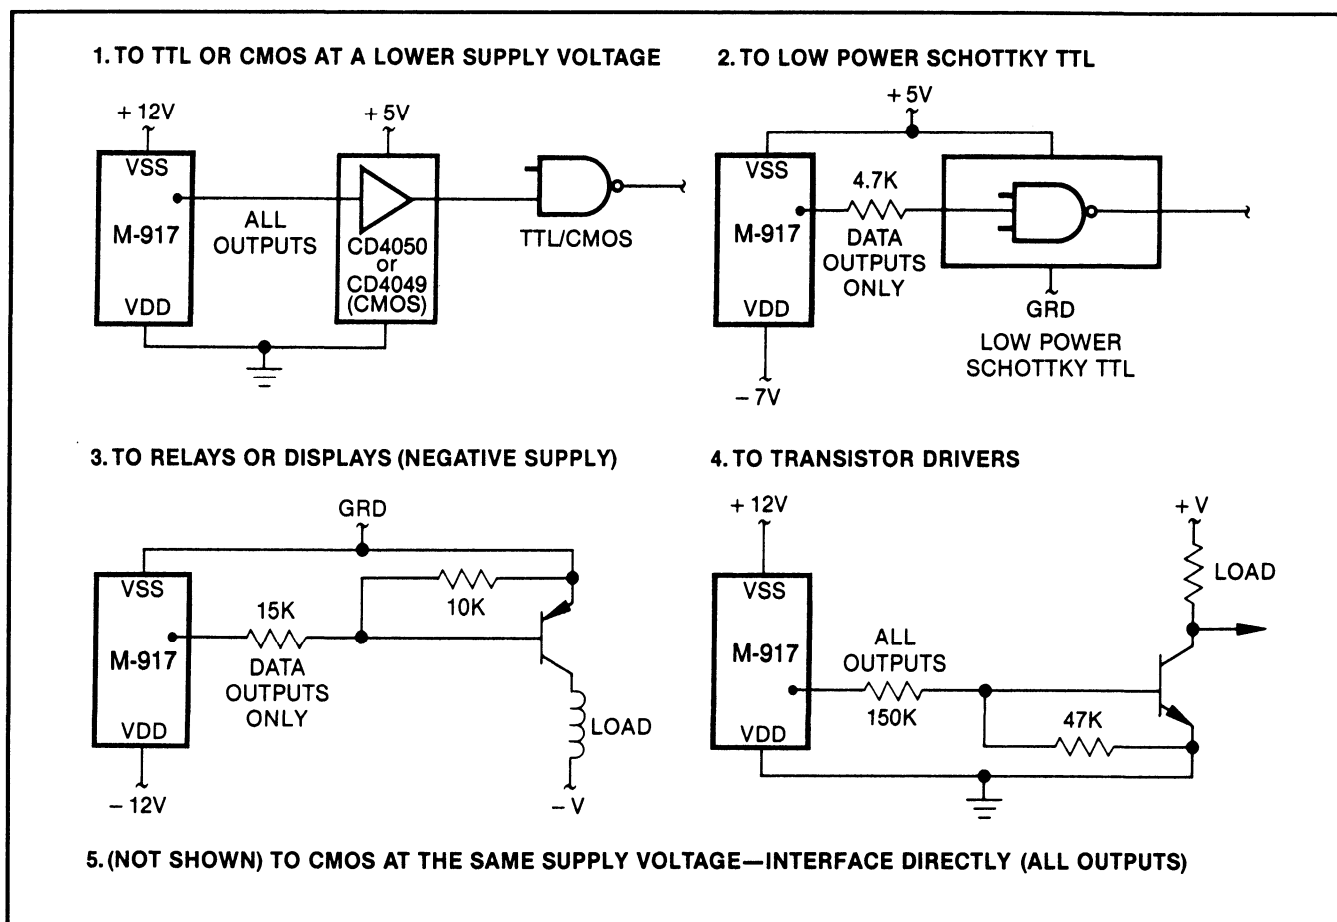 1. TO TTL OR CMOS AT A LOWER SUPPLY VOLTAGE
+ 12V
+ 5V
VSS
M-917
VDD
ALL
OUTPUTS
CD4050
or
CD4049
(CMOS)
TTL/CMOS
2. TO LOW POWER SCHOTTKY TTL
+ 5V
VSS
M-917
VDD
4.7K
DATA
OUTPUTS
ONLY
GRD
LOW POWER
SCHOTTKY TTL
– 7V
3. TO RELAYS OR DISPLAYS (NEGATIVE SUPPLY)
GRD
VSS
M-917
VDD
15K
DATA
OUTPUTS
ONLY
10K
LOAD
– 12V
– V
4. TO TRANSISTOR DRIVERS
+ 12V
+ V
VSS
M-917
VDD
ALL
OUTPUTS
150K
47K
LOAD
5. (NOT SHOWN) TO CMOS AT THE SAME SUPPLY VOLTAGE—INTERFACE DIRECTLY (ALL OUTPUTS)